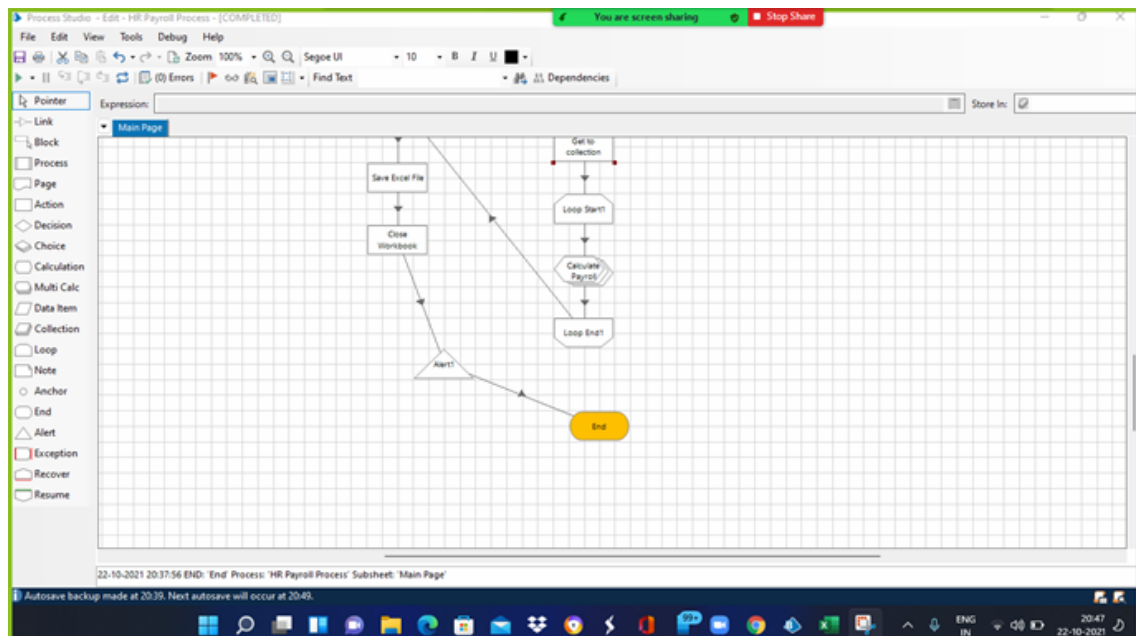 Process Studio - Edit - HR Payroll Process - [COMPLETED]
You are screen sharing
Stop Share
File Edit View Tools Debug Help
Zoom 100% Segoe UI 10 B I U
(0) Errors Find Text Dependencies
Pointer
Expression:
Store In:
Link
Main Page
Block
Process
Page
Action
Decision
Choice
Calculation
Multi Calc
Data Item
Collection
Loop
Note
Anchor
End
Alert
Exception
Recover
Resume
Get to
collection
Save Excel File
Loop Start1
Close
Workbook
Calculate
Payroll
Loop End1
Alert1
End
22-10-2021 20:37:56 END: 'End' Process: 'HR Payroll Process' Subsheet: 'Main Page'
Autosave backup made at 20:39. Next autosave will occur at 20:49.
99+
ENG
IN
20:47
22-10-2021